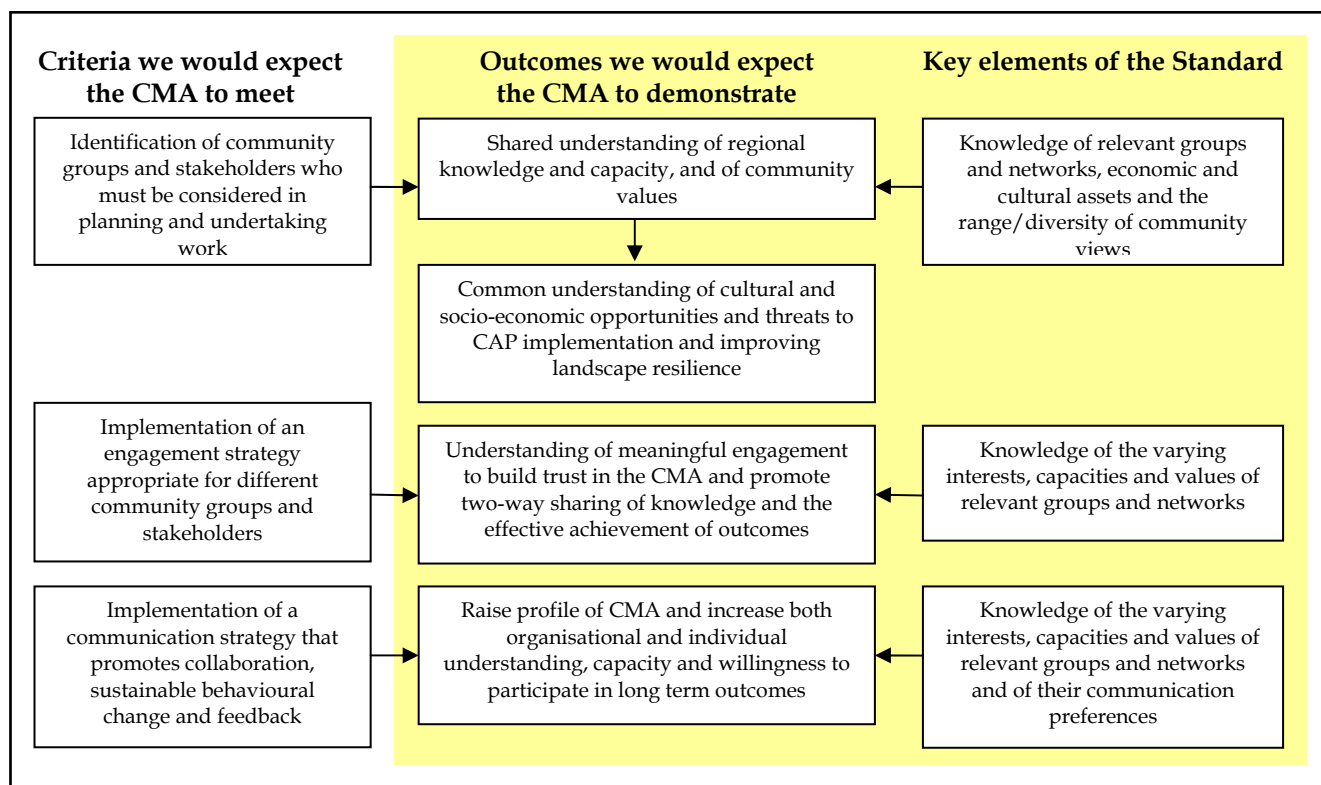 Criteria we would expect
the CMA to meet
Outcomes we would expect
the CMA to demonstrate
Key elements of the Standard
Identification of community
groups and stakeholders who
must be considered in
planning and undertaking
work
Shared understanding of regional
knowledge and capacity, and of community
values
Knowledge of relevant groups
and networks, economic and
cultural assets and the
range/diversity of community
views
Common understanding of cultural and
socio-economic opportunities and threats to
CAP implementation and improving
landscape resilience
Implementation of an
engagement strategy
appropriate for different
community groups and
stakeholders
Understanding of meaningful engagement
to build trust in the CMA and promote
two-way sharing of knowledge and the
effective achievement of outcomes
Knowledge of the varying
interests, capacities and values of
relevant groups and networks
Implementation of a
communication strategy that
promotes collaboration,
sustainable behavioural
change and feedback
Raise profile of CMA and increase both
organisational and individual
understanding, capacity and willingness to
participate in long term outcomes
Knowledge of the varying
interests, capacities and values of
relevant groups and networks
and of their communication
preferences